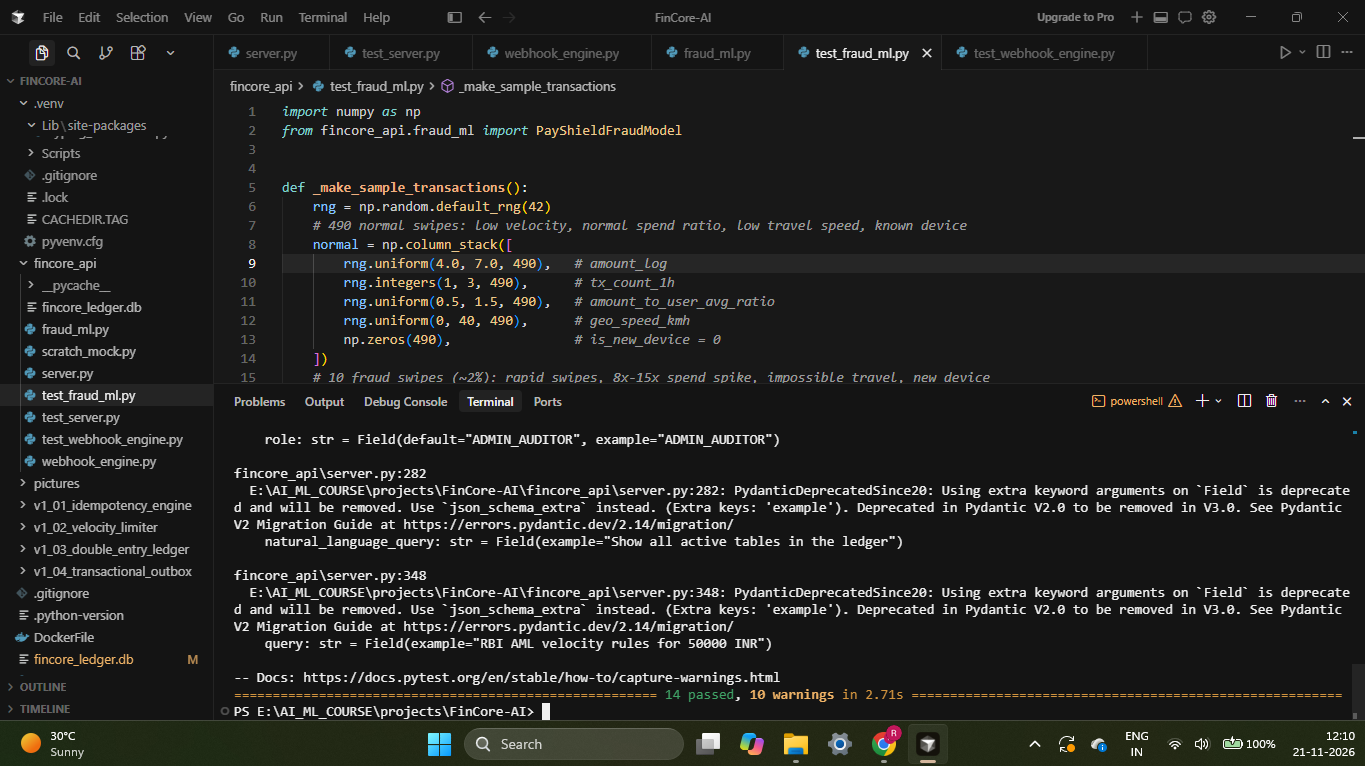 File Edit Selection View Go Run Terminal Help
FinCore-AI
Upgrade to Pro
server.py
test_server.py
webhook_engine.py
fraud_ml.py
test_fraud_ml.py
test_webhook_engine.py
FINCORE-AI
.venv
Lib\site-packages
Scripts
.gitignore
.lock
CACHEDIR.TAG
pyvenv.cfg
fincore_api
__pycache__
fincore_ledger.db
fraud_ml.py
scratch_mock.py
server.py
test_fraud_ml.py
test_server.py
test_webhook_engine.py
webhook_engine.py
pictures
v1_01_idempotency_engine
v1_02_velocity_limiter
v1_03_double_entry_ledger
v1_04_transactional_outbox
.gitignore
.python-version
DockerFile
fincore_ledger.db M
OUTLINE
TIMELINE
fincore_api > test_fraud_ml.py > _make_sample_transactions
1 import numpy as np
2 from fincore_api.fraud_ml import PayShieldFraudModel
3
4
5 def _make_sample_transactions():
6 rng = np.random.default_rng(42)
7 # 490 normal swipes: low velocity, normal spend ratio, low travel speed, known device
8 normal = np.column_stack([
9 rng.uniform(4.0, 7.0, 490), # amount_log
10 rng.integers(1, 3, 490), # tx_count_1h
11 rng.uniform(0.5, 1.5, 490), # amount_to_user_avg_ratio
12 rng.uniform(0, 40, 490), # geo_speed_kmh
13 np.zeros(490), # is_new_device = 0
14 ])
15 # 10 fraud swipes (~2%): rapid swipes, 8x-15x spend spike, impossible travel, new device
Problems Output Debug Console Terminal Ports
powershell
role: str = Field(default="ADMIN_AUDITOR", example="ADMIN_AUDITOR")
fincore_api\server.py:282
E:\AI_ML_COURSE\projects\FinCore-AI\fincore_api\server.py:282: PydanticDeprecatedSince20: Using extra keyword arguments on `Field` is deprecate
d and will be removed. Use `json_schema_extra` instead. (Extra keys: 'example'). Deprecated in Pydantic V2.0 to be removed in V3.0. See Pydantic
V2 Migration Guide at https://errors.pydantic.dev/2.14/migration/
natural_language_query: str = Field(example="Show all active tables in the ledger")
fincore_api\server.py:348
E:\AI_ML_COURSE\projects\FinCore-AI\fincore_api\server.py:348: PydanticDeprecatedSince20: Using extra keyword arguments on `Field` is deprecate
d and will be removed. Use `json_schema_extra` instead. (Extra keys: 'example'). Deprecated in Pydantic V2.0 to be removed in V3.0. See Pydantic
V2 Migration Guide at https://errors.pydantic.dev/2.14/migration/
query: str = Field(example="RBI AML velocity rules for 50000 INR")
-- Docs: https://docs.pytest.org/en/stable/how-to/capture-warnings.html
14 passed, 10 warnings in 2.71s
PS E:\AI_ML_COURSE\projects\FinCore-AI>
30°C
Sunny
Search
R
ENG
IN
100%
12:10
21-11-2026